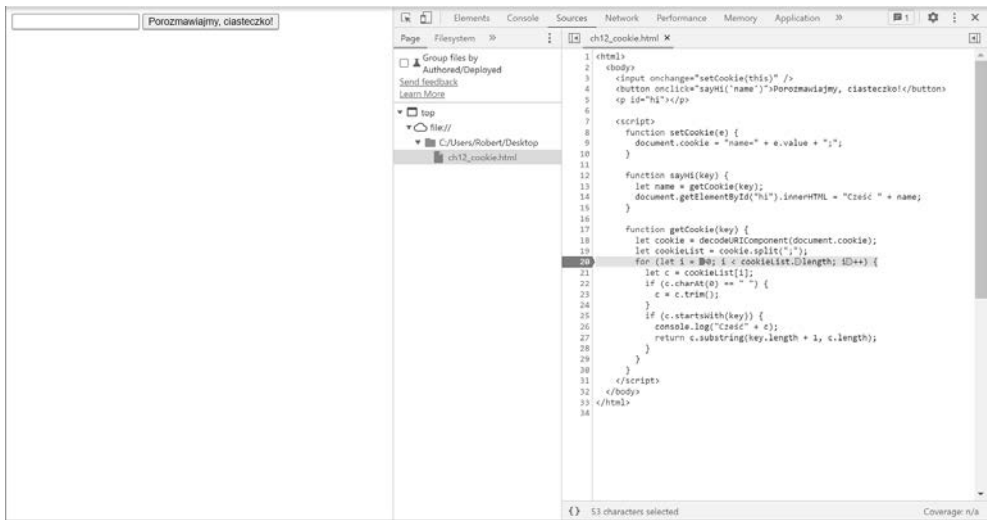 Porozmawiajmy, ciasteczko!
Elements Console Sources Network Performance Memory Application » 1
Page Filesystem » ch12_cookie.html
Group files by
Authored/Deployed
Send feedback
Learn More
top
file://
C:/Users/Robert/Desktop
ch12_cookie.html
1 <html>
2 <body>
3 <input onchange="setCookie(this)" />
4 <button onclick="sayHi('name')">Porozmawiajmy, ciasteczko!</button>
5 <p id="hi"></p>
6
7 <script>
8 function setCookie(e) {
9 document.cookie = "name=" + e.value + ";";
10 }
11
12 function sayHi(key) {
13 let name = getCookie(key);
14 document.getElementById("hi").innerHTML = "Cześć " + name;
15 }
16
17 function getCookie(key) {
18 let cookie = decodeURIComponent(document.cookie);
19 let cookieList = cookie.split(";");
20 for (let i = 0; i < cookieList.length; i++) {
21 let c = cookieList[i];
22 if (c.charAt(0) == " ") {
23 c = c.trim();
24 }
25 if (c.startsWith(key)) {
26 console.log("Cześć" + c);
27 return c.substring(key.length + 1, c.length);
28 }
29 }
30 }
31 </script>
32 </body>
33 </html>
34
{} 53 characters selected Coverage: n/a